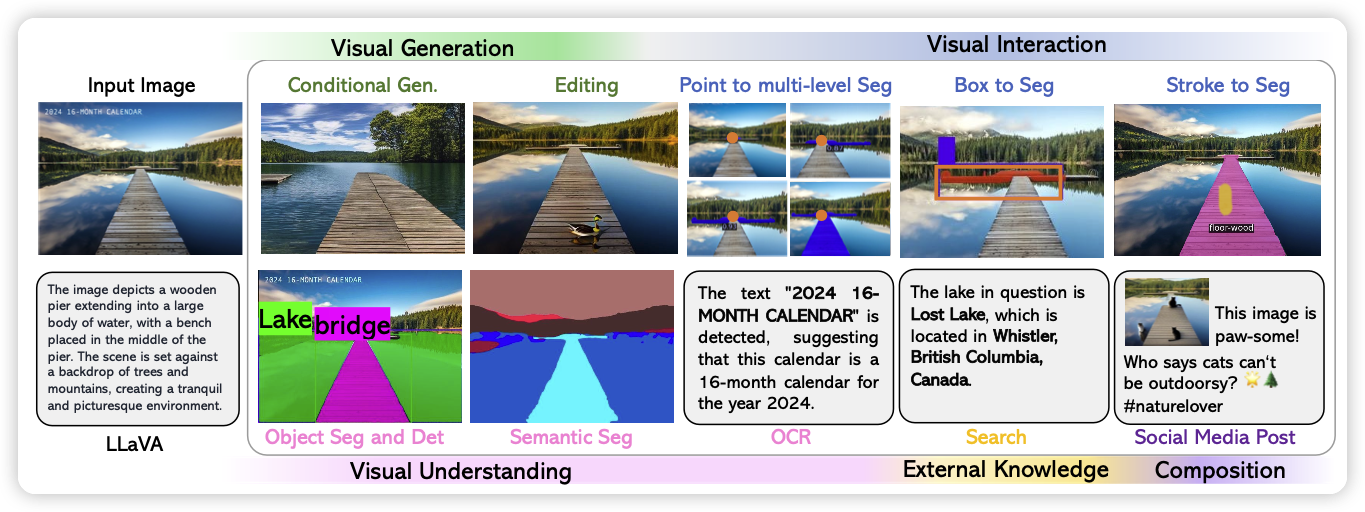 Visual Generation
Visual Interaction
Input Image
Conditional Gen.
Editing
Point to multi-level Seg
Box to Seg
Stroke to Seg
2024 16-MONTH CALENDAR
floor-wood
The image depicts a wooden
pier extending into a large
body of water, with a bench
placed in the middle of the
pier. The scene is set against
a backdrop of trees and
mountains, creating a tranquil
and picturesque environment.
LLaVA
2024 16-MONTH CALENDAR
Lake
bridge
Object Seg and Det
Semantic Seg
The text "2024 16-
MONTH CALENDAR" is
detected, suggesting
that this calendar is a
16-month calendar for
the year 2024.
OCR
The lake in question is
Lost Lake, which is
located in Whistler,
British Columbia,
Canada.
Search
This image is
paw-some!
Who says cats can't
be outdoorsy? 🌟🌲
#naturelover
Social Media Post
Visual Understanding
External Knowledge
Composition